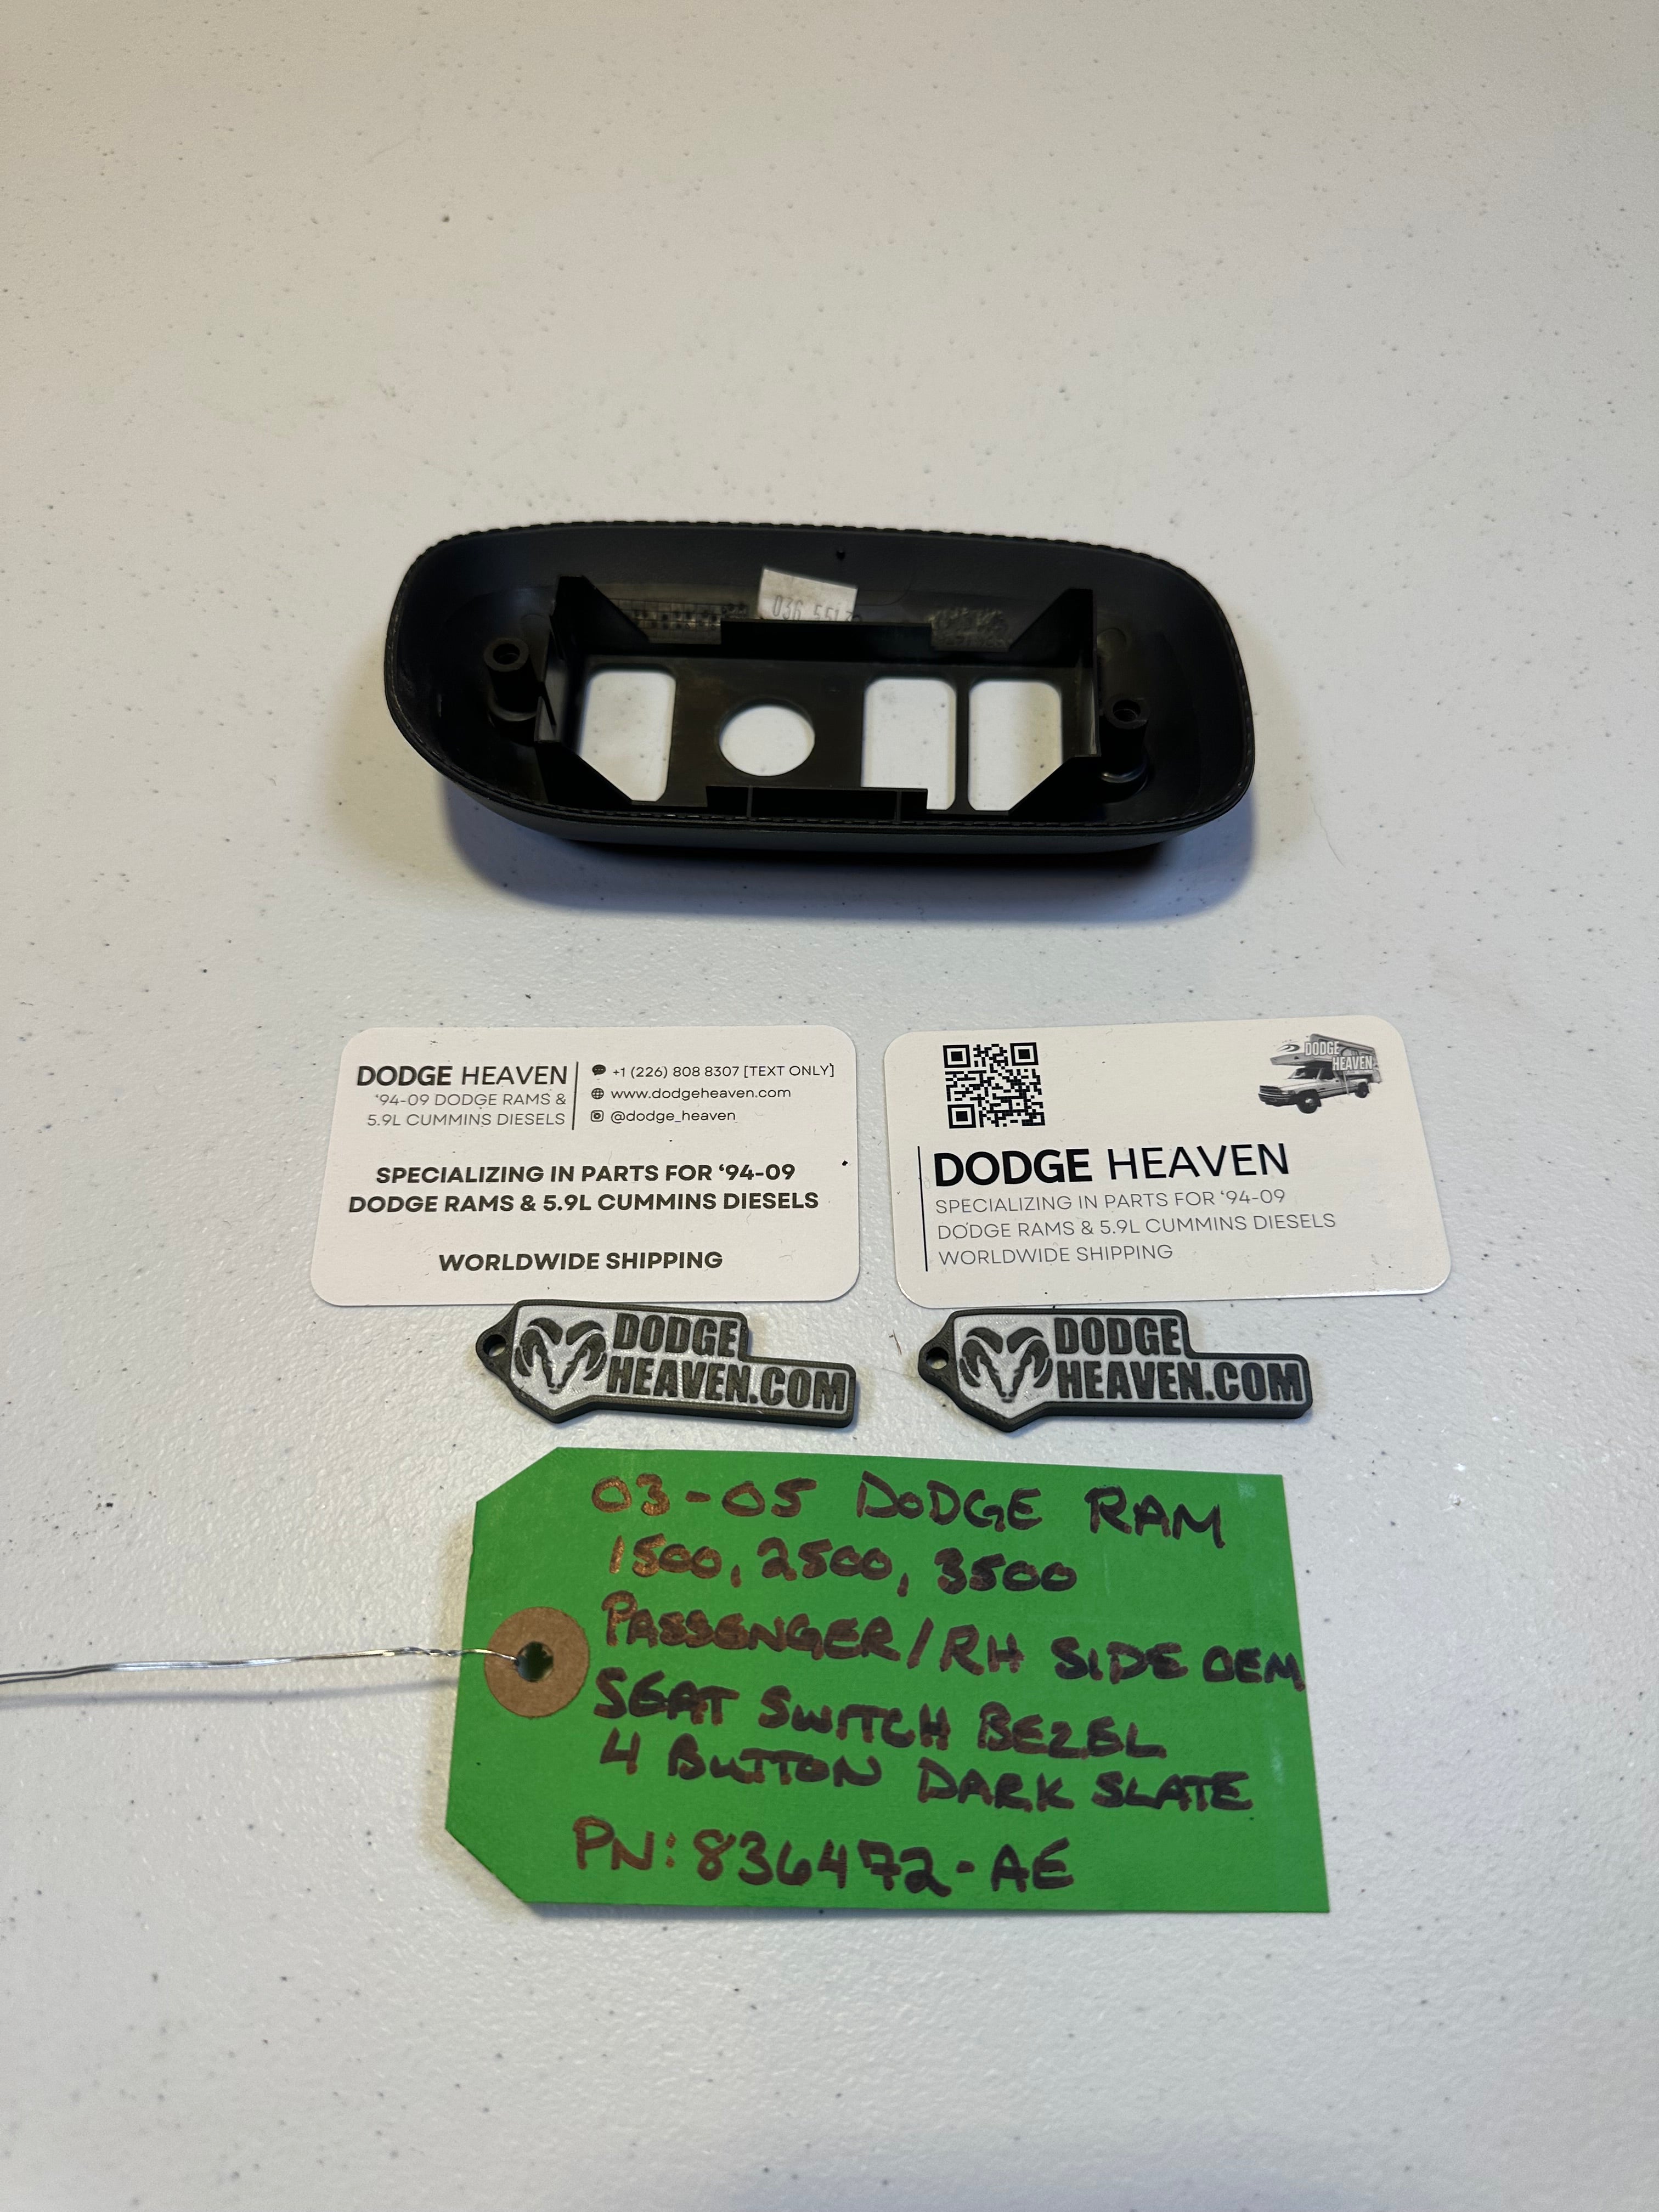 036
DODGE HEAVEN
'94-09 DODGE RAMS &
5.9L CUMMINS DIESELS
+1 (226) 808 8307 [TEXT ONLY]
www.dodgeheaven.com
@dodge_heaven
SPECIALIZING IN PARTS FOR ‘94-09
DODGE RAMS & 5.9L CUMMINS DIESELS
WORLDWIDE SHIPPING
DODGE
HEAVEN
DODGE HEAVEN
SPECIALIZING IN PARTS FOR ‘94-09
DODGE RAMS & 5.9L CUMMINS DIESELS
WORLDWIDE SHIPPING
DODGE
HEAVEN.COM
DODGE
HEAVEN.COM
03-05 DODGE RAM
1500, 2500, 3500
PASSENGER/RH SIDE OEM
SEAT SWITCH BEZEL
4 BUTTON DARK SLATE
PN: 836472-AE